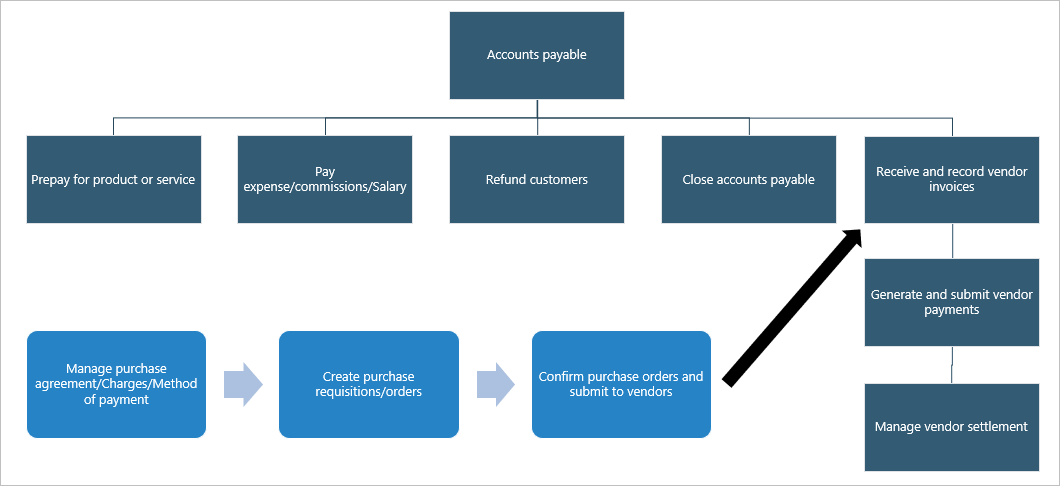 Accounts payable
Prepay for product or service
Pay
expense/commissions/Salary
Refund customers
Close accounts payable
Receive and record vendor
invoices
Generate and submit vendor
payments
Manage vendor settlement
Manage purchase
agreement/Charges/Method
of payment
Create purchase
requisitions/orders
Confirm purchase orders and
submit to vendors